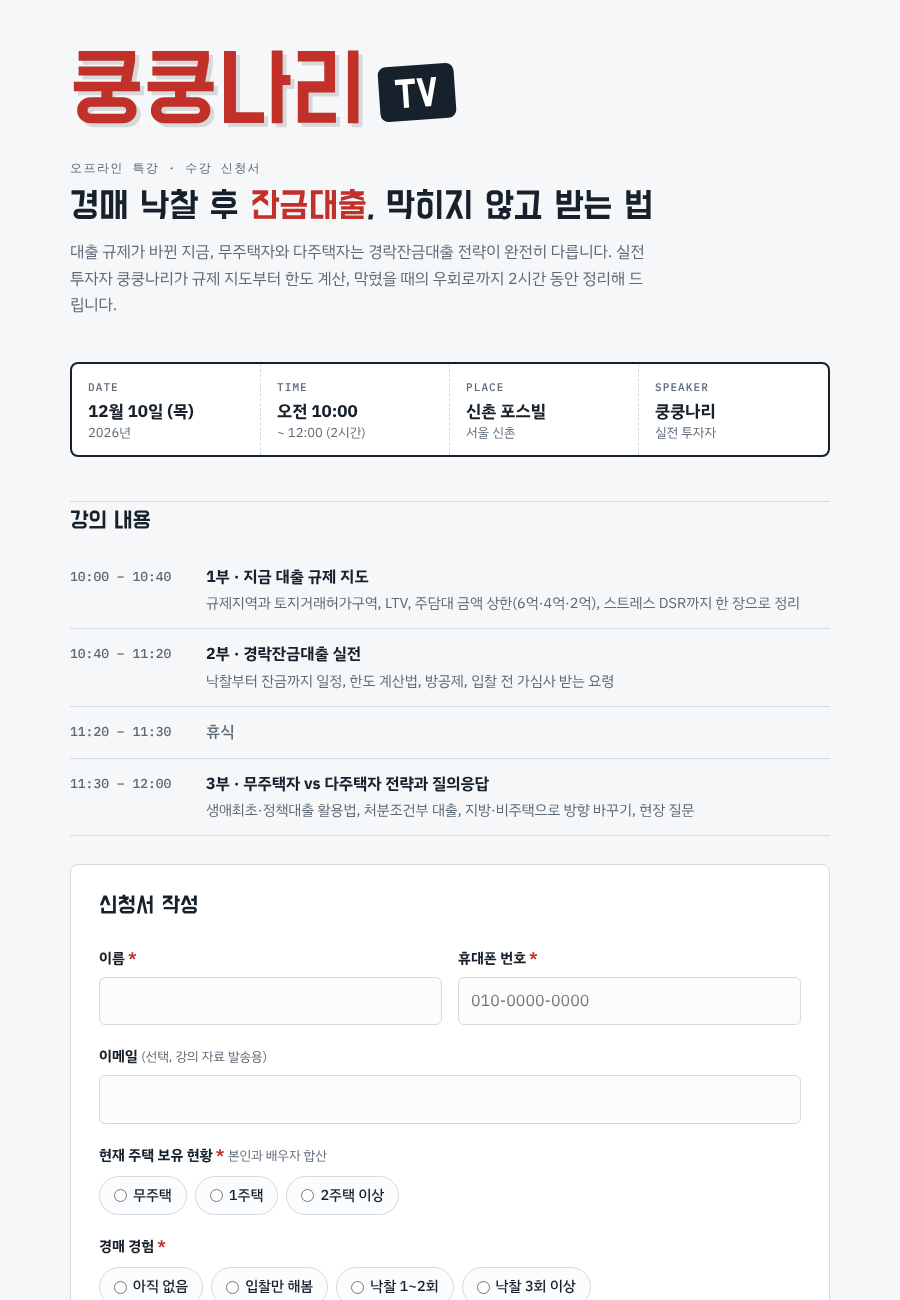 쿵쿵나리 TV
오프라인 특강 · 수강 신청서
경매 낙찰 후 잔금대출, 막히지 않고 받는 법
대출 규제가 바뀐 지금, 무주택자와 다주택자는 경락잔금대출 전략이 완전히 다릅니다. 실전
투자자 쿵쿵나리가 규제 지도부터 한도 계산, 막혔을 때의 우회로까지 2시간 동안 정리해 드
립니다.
DATE
12월 10일 (목)
2026년
TIME
오전 10:00
~ 12:00 (2시간)
PLACE
신촌 포스빌
서울 신촌
SPEAKER
쿵쿵나리
실전 투자자
강의 내용
10:00 – 10:40
1부 · 지금 대출 규제 지도
규제지역과 토지거래허가구역, LTV, 주담대 금액 상한(6억·4억·2억), 스트레스 DSR까지 한 장으로 정리
10:40 – 11:20
2부 · 경락잔금대출 실전
낙찰부터 잔금까지 일정, 한도 계산법, 방공제, 입찰 전 가심사 받는 요령
11:20 – 11:30
휴식
11:30 – 12:00
3부 · 무주택자 vs 다주택자 전략과 질의응답
생애최초·정책대출 활용법, 처분조건부 대출, 지방·비주택으로 방향 바꾸기, 현장 질문
신청서 작성
이름 *
휴대폰 번호 *
010-0000-0000
이메일 (선택, 강의 자료 발송용)
현재 주택 보유 현황 * 본인과 배우자 합산
무주택
1주택
2주택 이상
경매 경험 *
아직 없음
입찰만 해봄
낙찰 1~2회
낙찰 3회 이상